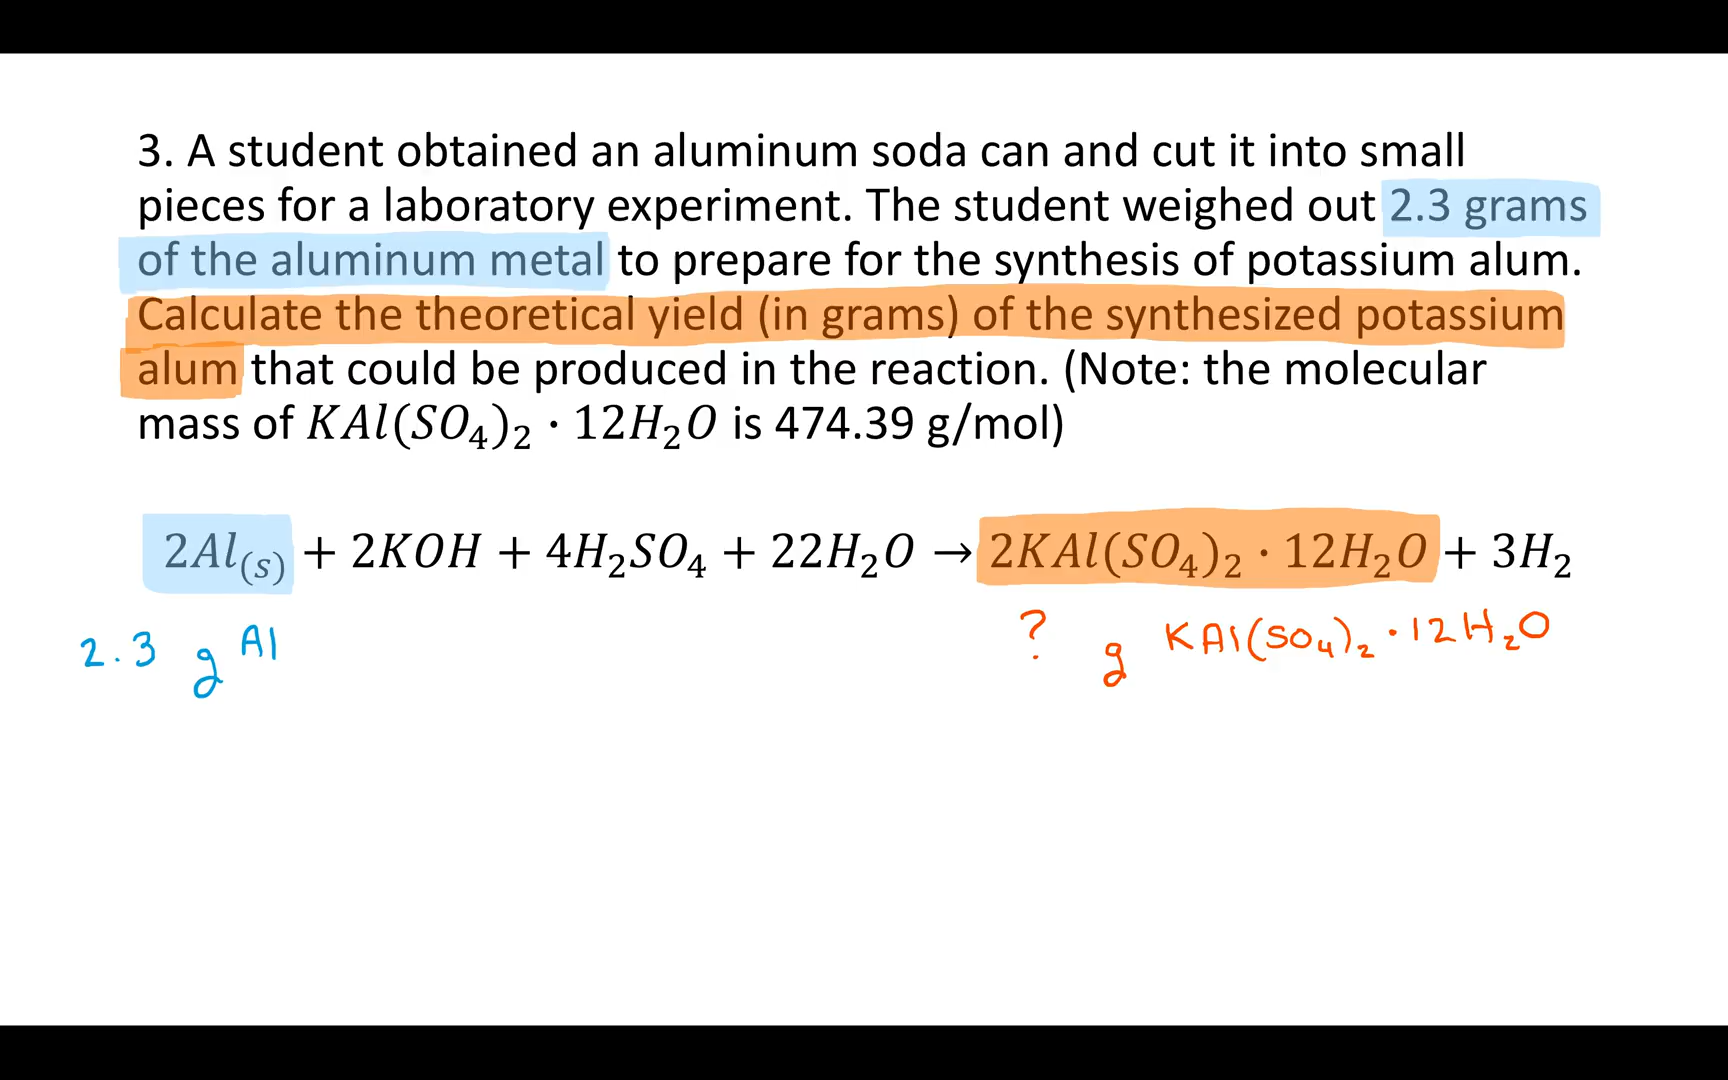 3. A student obtained an aluminum soda can and cut it into small
pieces for a laboratory experiment. The student weighed out 2.3 grams
of the aluminum metal to prepare for the synthesis of potassium alum.
Calculate the theoretical yield (in grams) of the synthesized potassium
alum that could be produced in the reaction. (Note: the molecular
mass of KAl(SO₄)₂ · 12H₂O is 474.39 g/mol)
2Al₍ₛ₎ + 2KOH + 4H₂SO₄ + 22H₂O → 2KAl(SO₄)₂ · 12H₂O + 3H₂
2.3 g Al ? g KAl(SO₄)₂ · 12H₂O